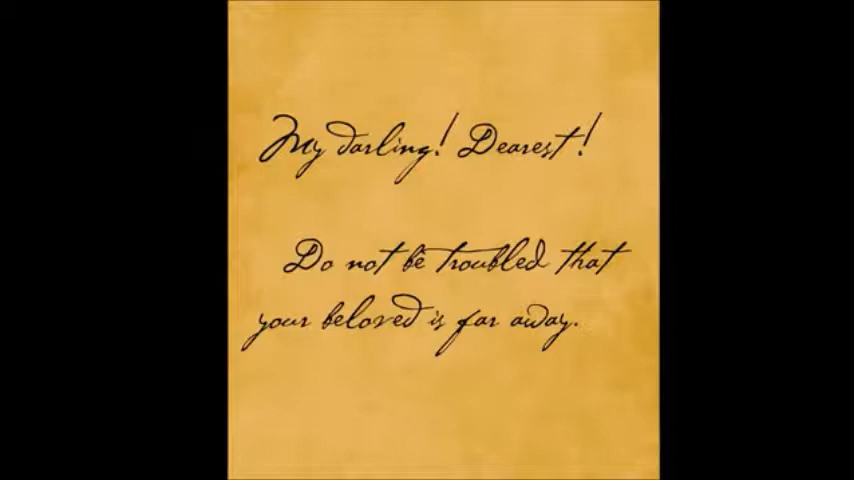 My darling! Dearest!
Do not be troubled that
your beloved is far away.